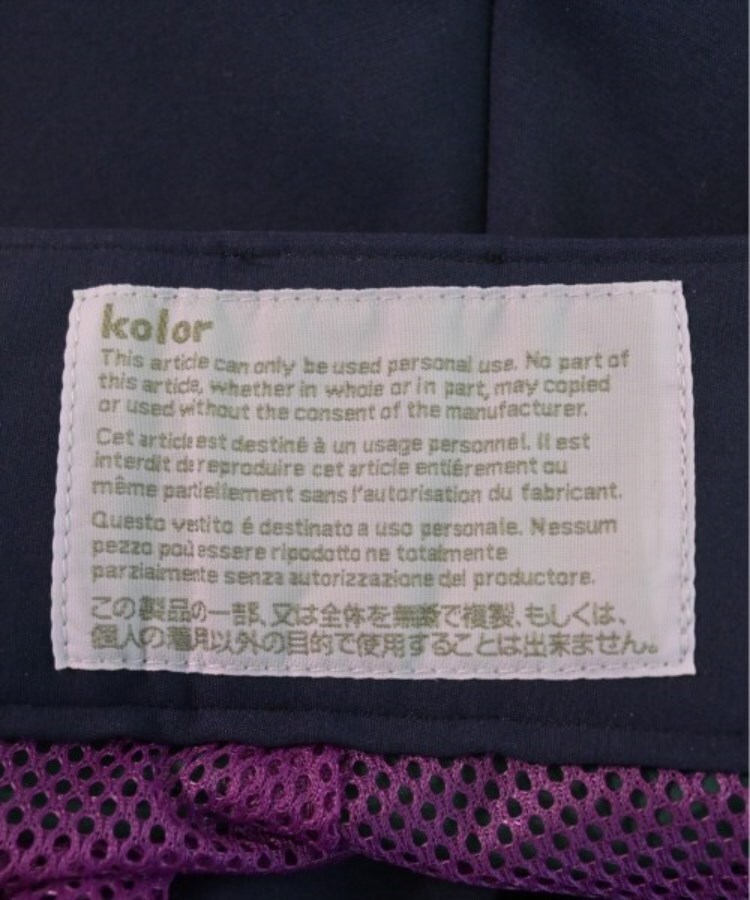 kolor
This article can only be used personal use. No part of
this article, whether in whole or in part, may copied
or used without the consent of the manufacturer.
Cet article est destiné à un usage personnel. Il est
interdit de reproduire cet article entiérement ou
même partiellement sans l'autorisation du fabricant.
Questo vestito é destinato a uso personale. Nessum
pezzo pou essere ripodotto ne totalmente
parzialmente senza autorizzazione del productore.
この製品の一部、又は全体を無断で複製、もしくは、
個人の着用以外の目的で使用することは出来ません。